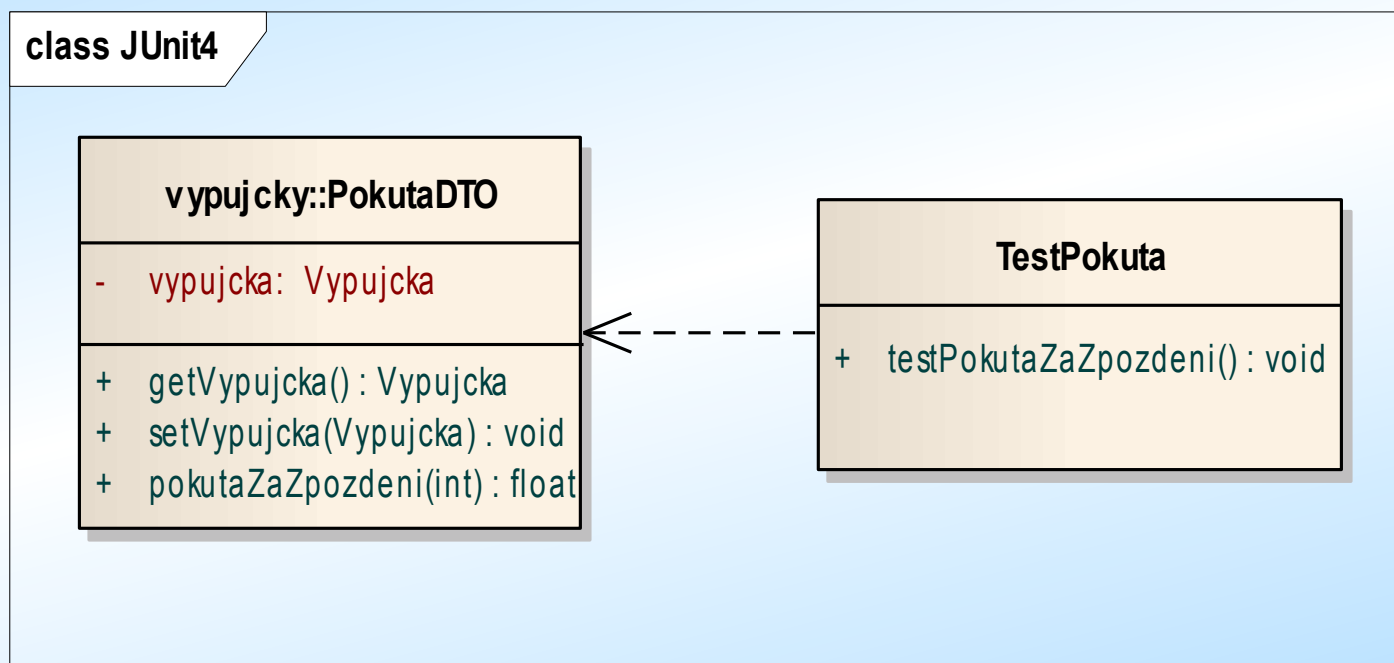 class JUnit4
vypujcky::PokutaDTO
- vypujcka: Vypujcka
+ getVypujcka() : Vypujcka
+ setVypujcka(Vypujcka) : void
+ pokutaZaZpozdeni(int) : float
TestPokuta
+ testPokutaZaZpozdeni() : void